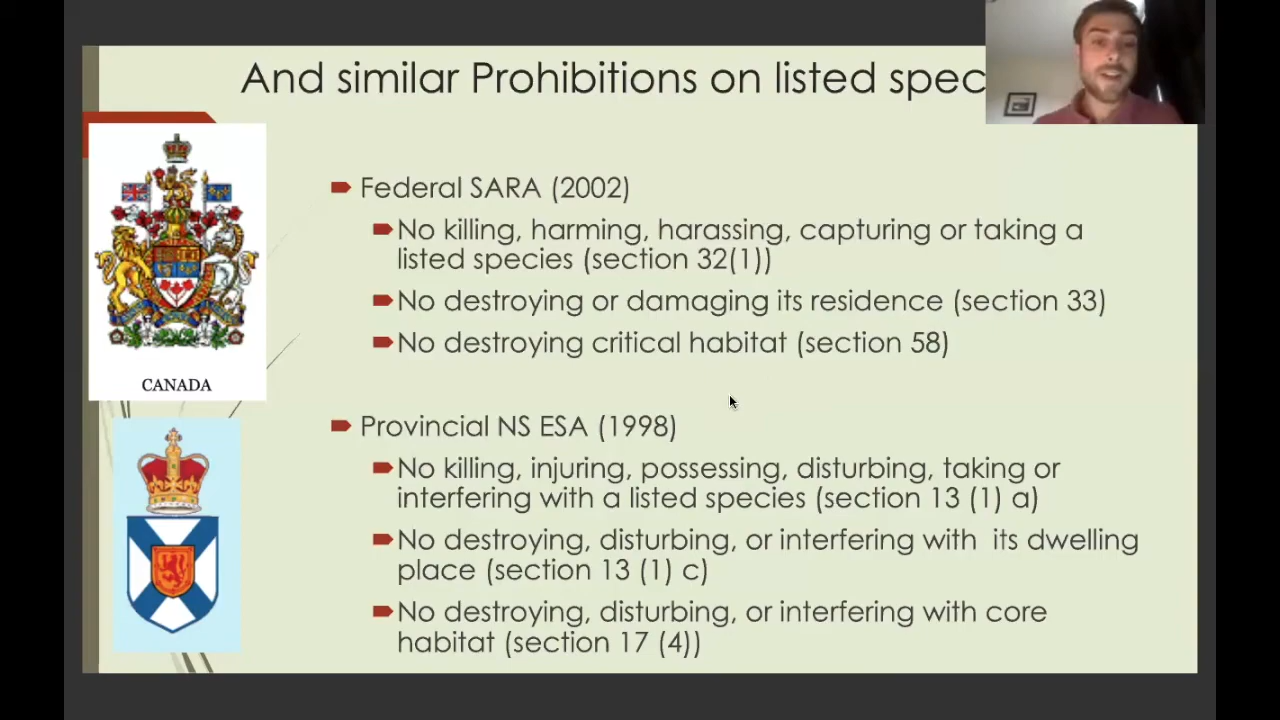 And similar Prohibitions on listed spec
CANADA
Federal SARA (2002)
No killing, harming, harassing, capturing or taking a
listed species (section 32(1))
No destroying or damaging its residence (section 33)
No destroying critical habitat (section 58)
Provincial NS ESA (1998)
No killing, injuring, possessing, disturbing, taking or
interfering with a listed species (section 13 (1) a)
No destroying, disturbing, or interfering with its dwelling
place (section 13 (1) c)
No destroying, disturbing, or interfering with core
habitat (section 17 (4))